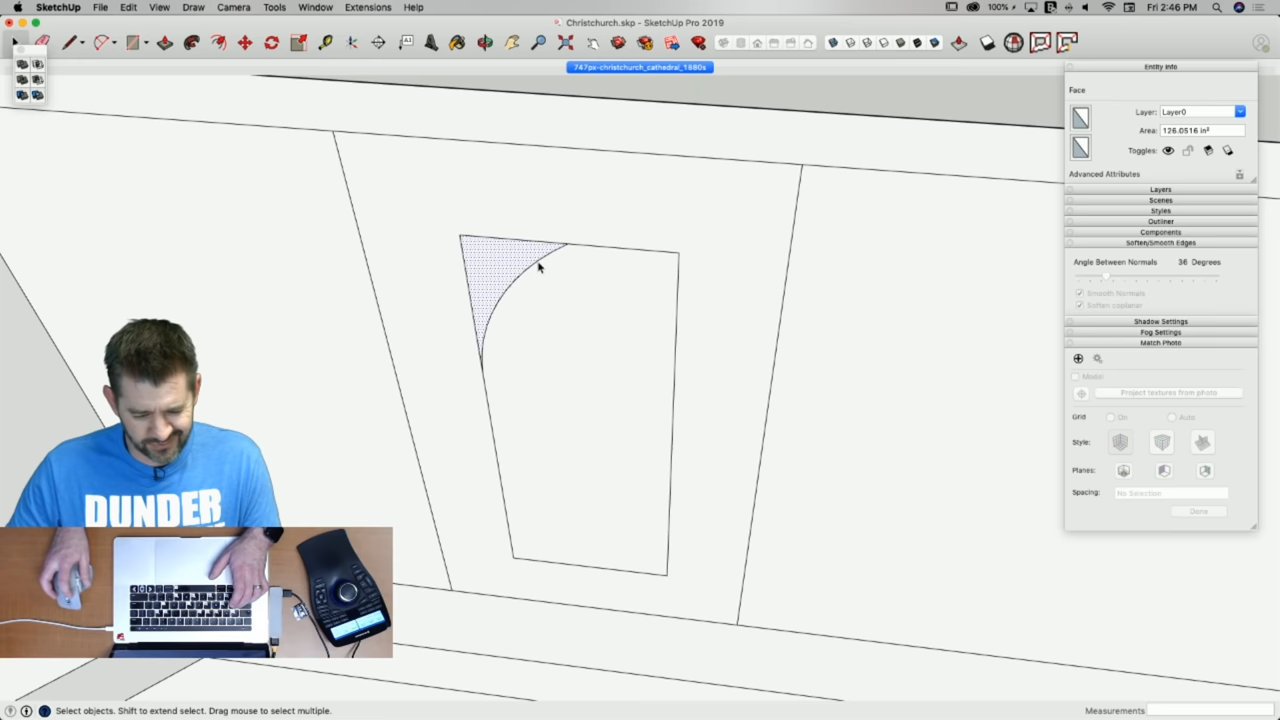 SketchUp File Edit View Draw Camera Tools Window Extensions Help
100% Fri 2:46 PM
Christchurch.skp - SketchUp Pro 2019
747px-christchurch_cathedral_1880s
Entity Info
Face
Layer: Layer0
Area: 126.0516 in²
Toggles:
Advanced Attributes
Layers
Scenes
Styles
Outliner
Components
Soften/Smooth Edges
Angle Between Normals 36 Degrees
Smooth Normals
Soften coplanar
Shadow Settings
Fog Settings
Match Photo
Model
Project textures from photo
Grid On Auto
Style:
Planes:
Spacing: No Selection
Done
DUNDER
Select objects. Shift to extend select. Drag mouse to select multiple.
Measurements